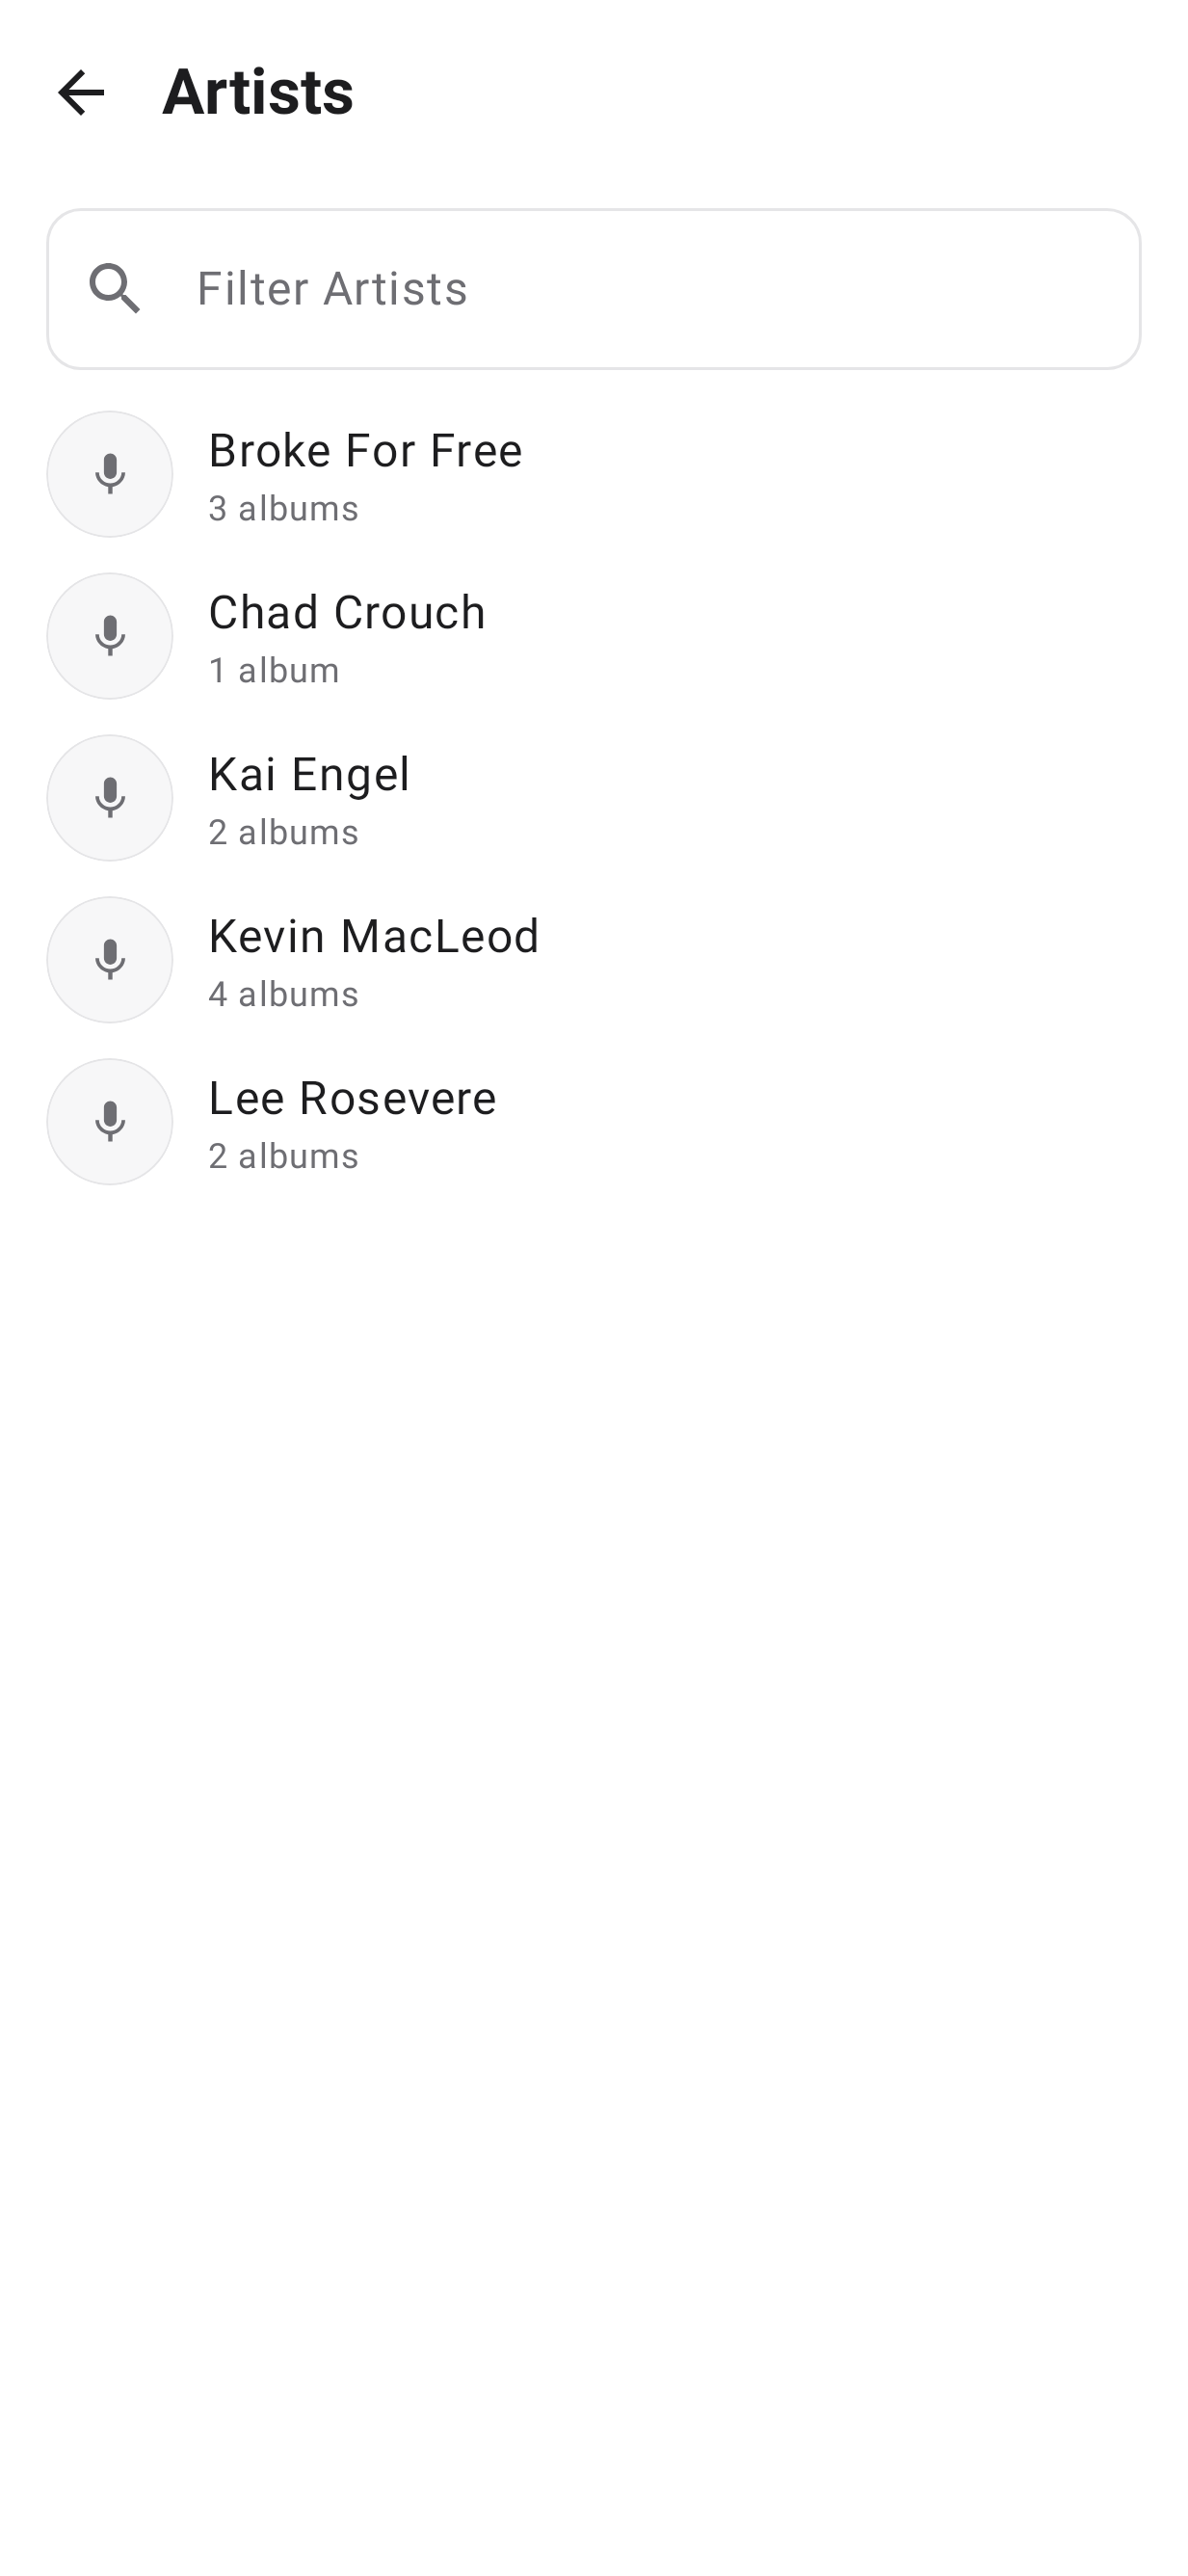 Artists
Filter Artists
Broke For Free
3 albums
Chad Crouch
1 album
Kai Engel
2 albums
Kevin MacLeod
4 albums
Lee Rosevere
2 albums